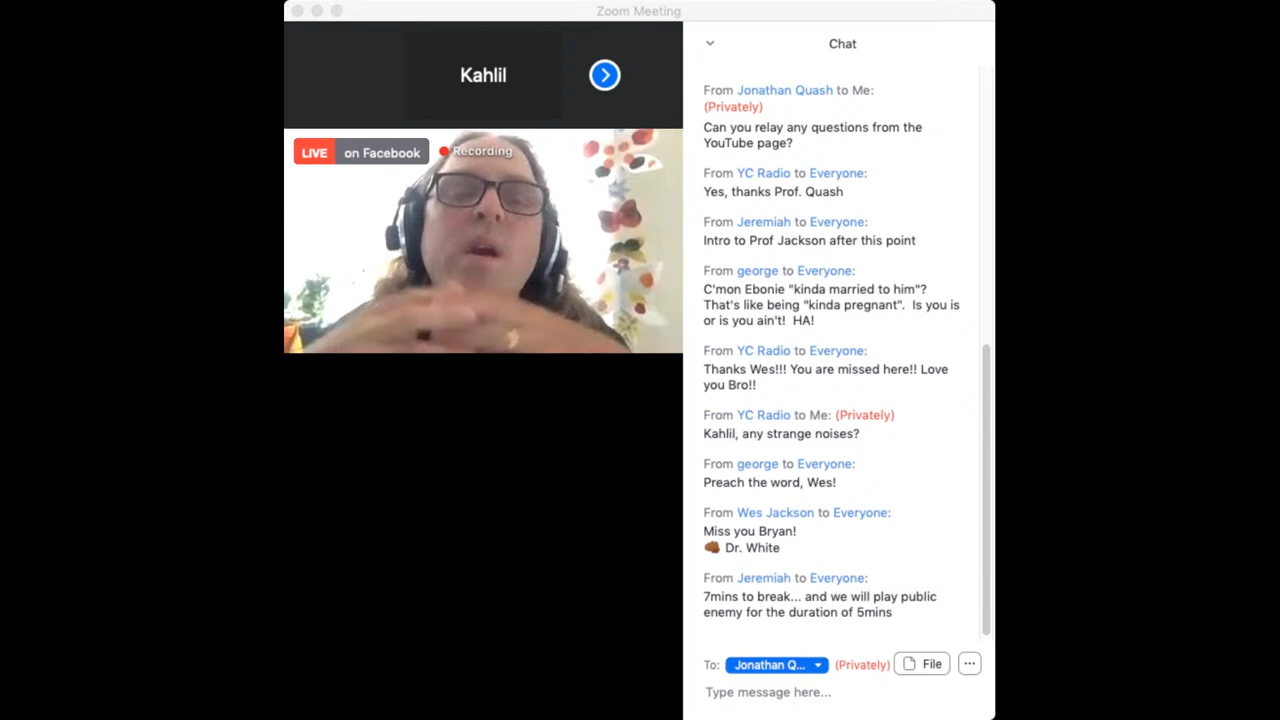 Zoom Meeting
Kahlil
LIVE on Facebook
Recording
Chat
From Jonathan Quash to Me:
(Privately)
Can you relay any questions from the
YouTube page?
From YC Radio to Everyone:
Yes, thanks Prof. Quash
From Jeremiah to Everyone:
Intro to Prof Jackson after this point
From george to Everyone:
C'mon Ebonie "kinda married to him"?
That's like being "kinda pregnant".  Is you is
or is you ain't!  HA!
From YC Radio to Everyone:
Thanks Wes!!! You are missed here!! Love
you Bro!!
From YC Radio to Me: (Privately)
Kahlil, any strange noises?
From george to Everyone:
Preach the word, Wes!
From Wes Jackson to Everyone:
Miss you Bryan!
👊🏾 Dr. White
From Jeremiah to Everyone:
7mins to break... and we will play public
enemy for the duration of 5mins
To: Jonathan Q... (Privately) File ...
Type message here...